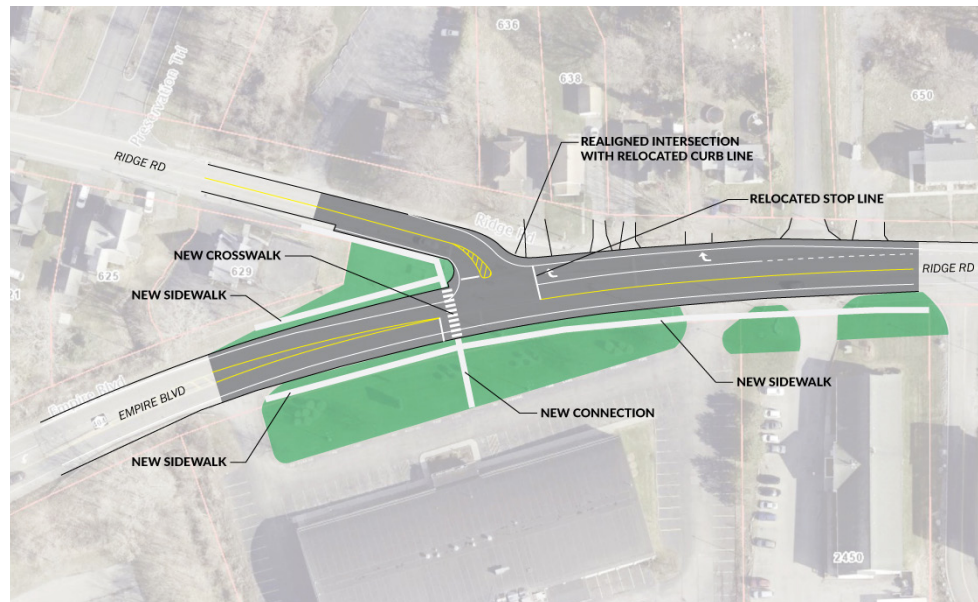 636
638
650
Preservation Trl
RIDGE RD
REALIGNED INTERSECTION
WITH RELOCATED CURB LINE
RELOCATED STOP LINE
Ridge Rd
NEW CROSSWALK
625
629
NEW SIDEWALK
RIDGE RD
Empire Blvd
EMPIRE BLVD
NEW SIDEWALK
NEW CONNECTION
NEW SIDEWALK
2450